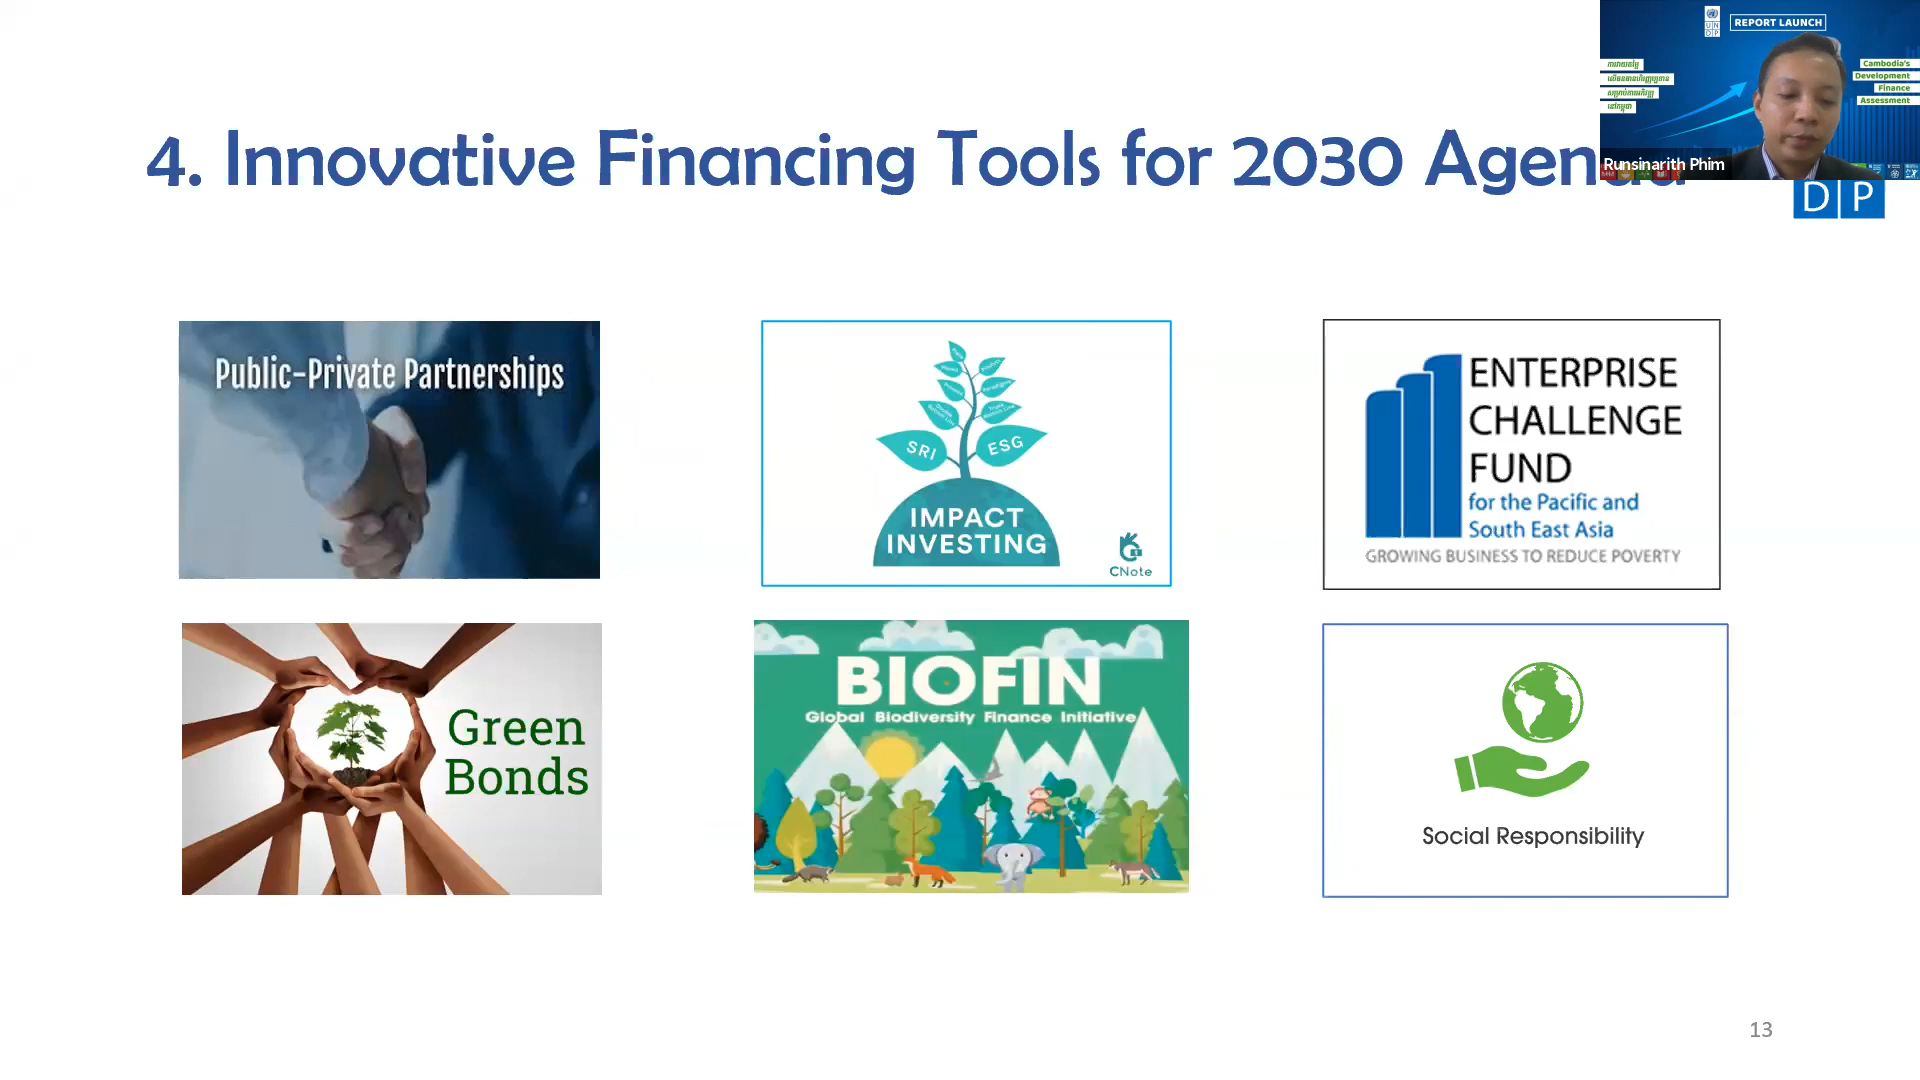 REPORT LAUNCH
UN
DP
Cambodia's
Development
Finance
Assessment
Runsinarith Phim
4. Innovative Financing Tools for 2030 Agenda
D P
Public-Private Partnerships
SRI
ESG
IMPACT
INVESTING
CNote
ENTERPRISE
CHALLENGE
FUND
for the Pacific and
South East Asia
GROWING BUSINESS TO REDUCE POVERTY
Green
Bonds
BIOFIN
Global Biodiversity Finance Initiative
Social Responsibility
13